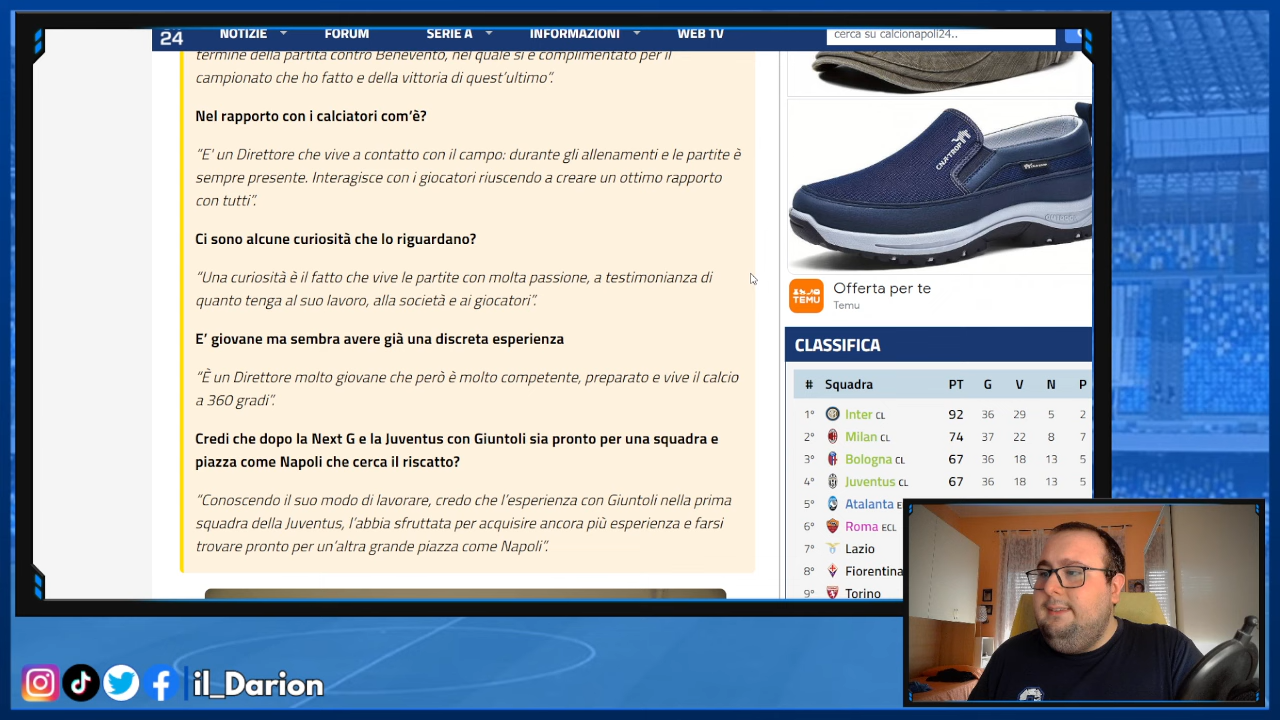 24
NOTIZIE
FORUM
SERIE A
INFORMAZIONI
WEB TV
cerca su calcionapoli24..
termine della partita con il Benevento, nel quale si è complimentato per il
campionato che ho fatto e della vittoria di quest'ultimo”.
Nel rapporto con i calciatori com’è?
“E' un Direttore che vive a contatto con il campo: durante gli allenamenti e le partite è
sempre presente. Interagisce con i giocatori riuscendo a creare un ottimo rapporto
con tutti”.
Ci sono alcune curiosità che lo riguardano?
“Una curiosità è il fatto che vive le partite con molta passione, a testimonianza di
quanto tenga al suo lavoro, alla società e ai giocatori”.
E’ giovane ma sembra avere già una discreta esperienza
“È un Direttore molto giovane che però è molto competente, preparato e vive il calcio
a 360 gradi”.
Credi che dopo la Next G e la Juventus con Giuntoli sia pronto per una squadra e
piazza come Napoli che cerca il riscatto?
“Conoscendo il suo modo di lavorare, credo che l’esperienza con Giuntoli nella prima
squadra della Juventus, l’abbia sfruttata per acquisire ancora più esperienza e farsi
trovare pronto per un’altra grande piazza come Napoli”.
TEMU
Offerta per te
Temu
CLASSIFICA
# Squadra PT G V N P
1° Inter CL 92 36 29 5 2
2° Milan CL 74 37 22 8 7
3° Bologna CL 67 36 18 13 5
4° Juventus CL 67 36 18 13 5
5° Atalanta
6° Roma ECL
7° Lazio
8° Fiorentina
9° Torino
il_Darion